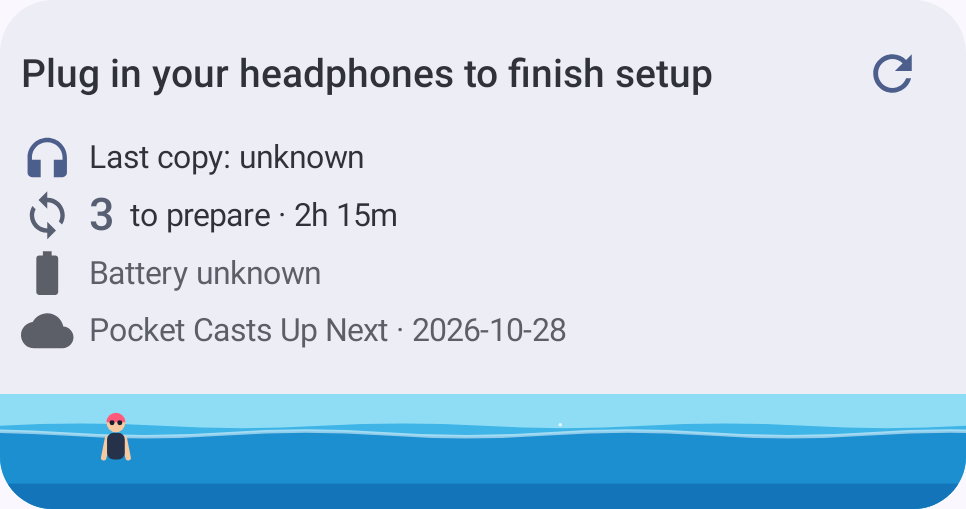 Plug in your headphones to finish setup
Last copy: unknown
3 to prepare · 2h 15m
Battery unknown
Pocket Casts Up Next · 2026-10-28